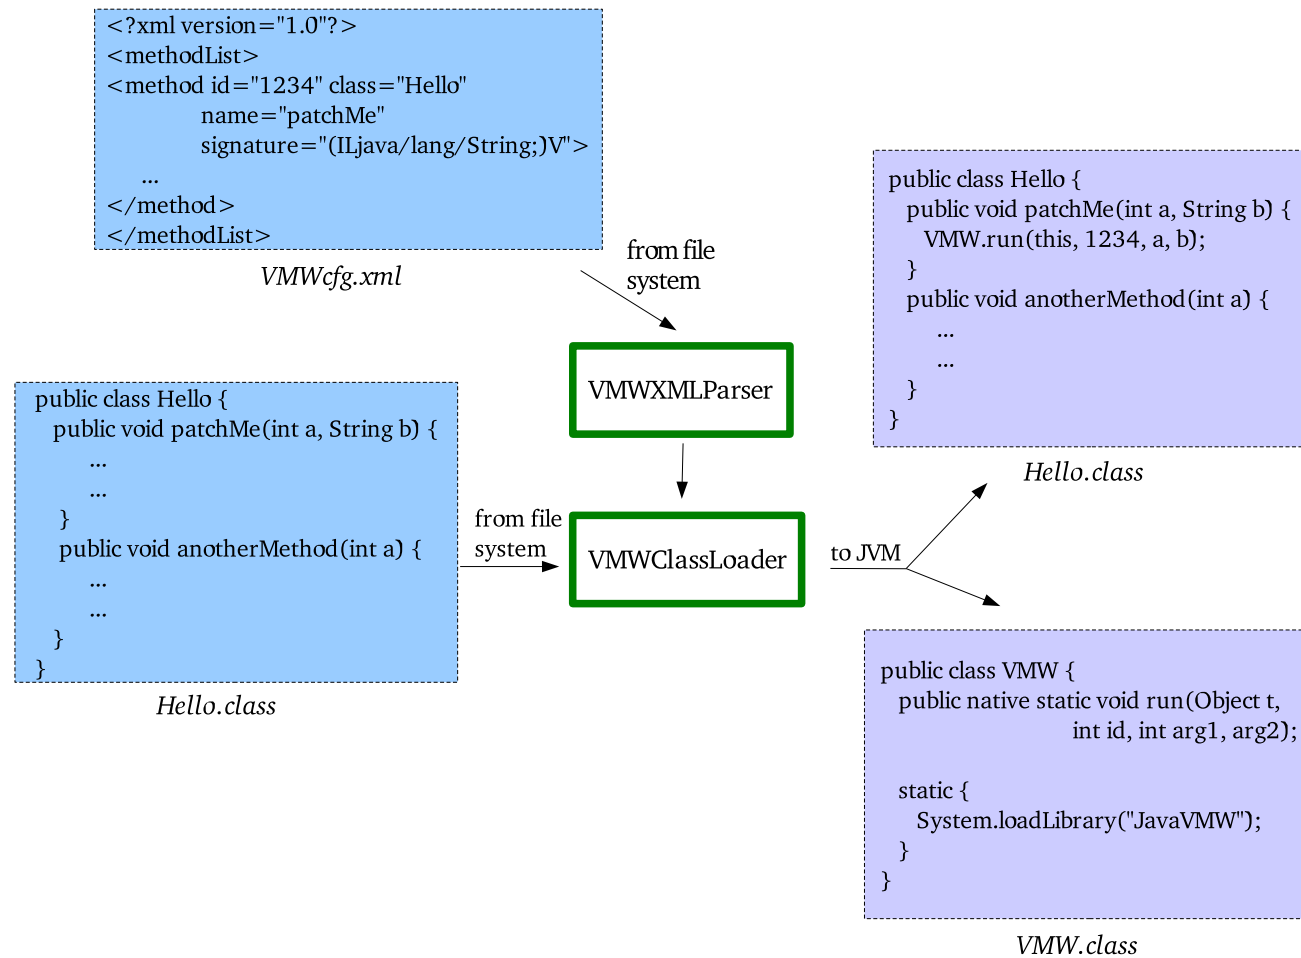 <?xml version="1.0"?>
<methodList>
<method id="1234" class="Hello"
name="patchMe"
signature="(ILjava/lang/String;)V">
...
</method>
</methodList>
VMWcfg.xml
from file
system
VMWXMLParser
public class Hello {
public void patchMe(int a, String b) {
...
...
}
public void anotherMethod(int a) {
...
...
}
}
Hello.class
from file
system
VMWClassLoader
to JVM
public class Hello {
public void patchMe(int a, String b) {
VMW.run(this, 1234, a, b);
}
public void anotherMethod(int a) {
...
...
}
}
Hello.class
public class VMW {
public native static void run(Object t,
int id, int arg1, arg2);
static {
System.loadLibrary("JavaVMW");
}
}
VMW.class